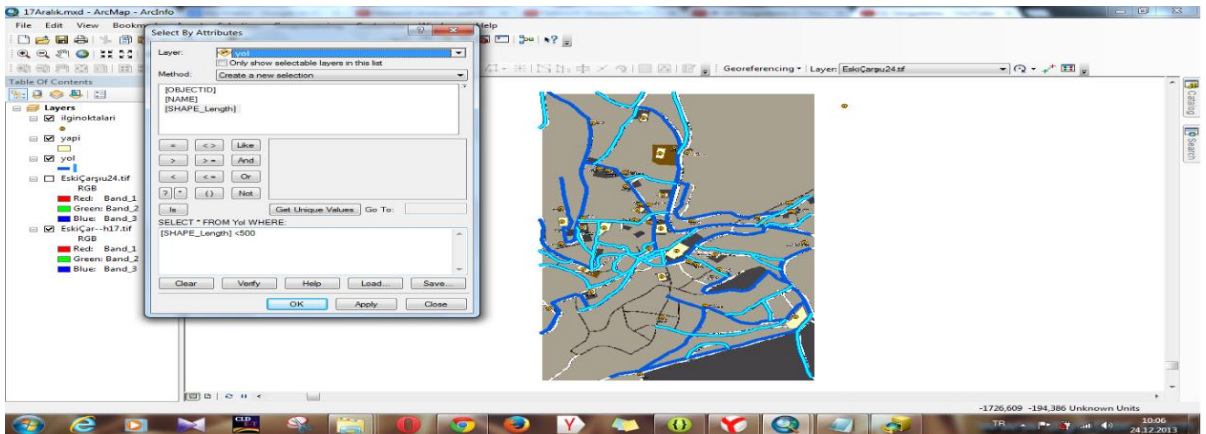 17Aralık.mxd - ArcMap - ArcInfo
File Edit View Bookm
Help
Select By Attributes
Layer: yol
Only show selectable layers in this list
Method: Create a new selection
[OBJECTID]
[NAME]
[SHAPE_Length]
= < > Like
> > = And
< < = Or
? * ( ) Not
Is Get Unique Values Go To:
SELECT * FROM Yol WHERE:
[SHAPE_Length] <500
Clear Verify Help Load... Save...
OK Apply Close
Georeferencing Layer: EskiÇarşıu24.tif
Table Of Contents
Layers
ilginoktalari
yapi
yol
EskiÇarşıu24.tif
RGB
Red: Band_1
Green: Band_2
Blue: Band_3
EskiÇar--h17.tif
RGB
Red: Band_1
Green: Band_2
Blue: Band_3
Catalog
Search
-1726,609 -194,386 Unknown Units
TR
10:06
24.12.2013